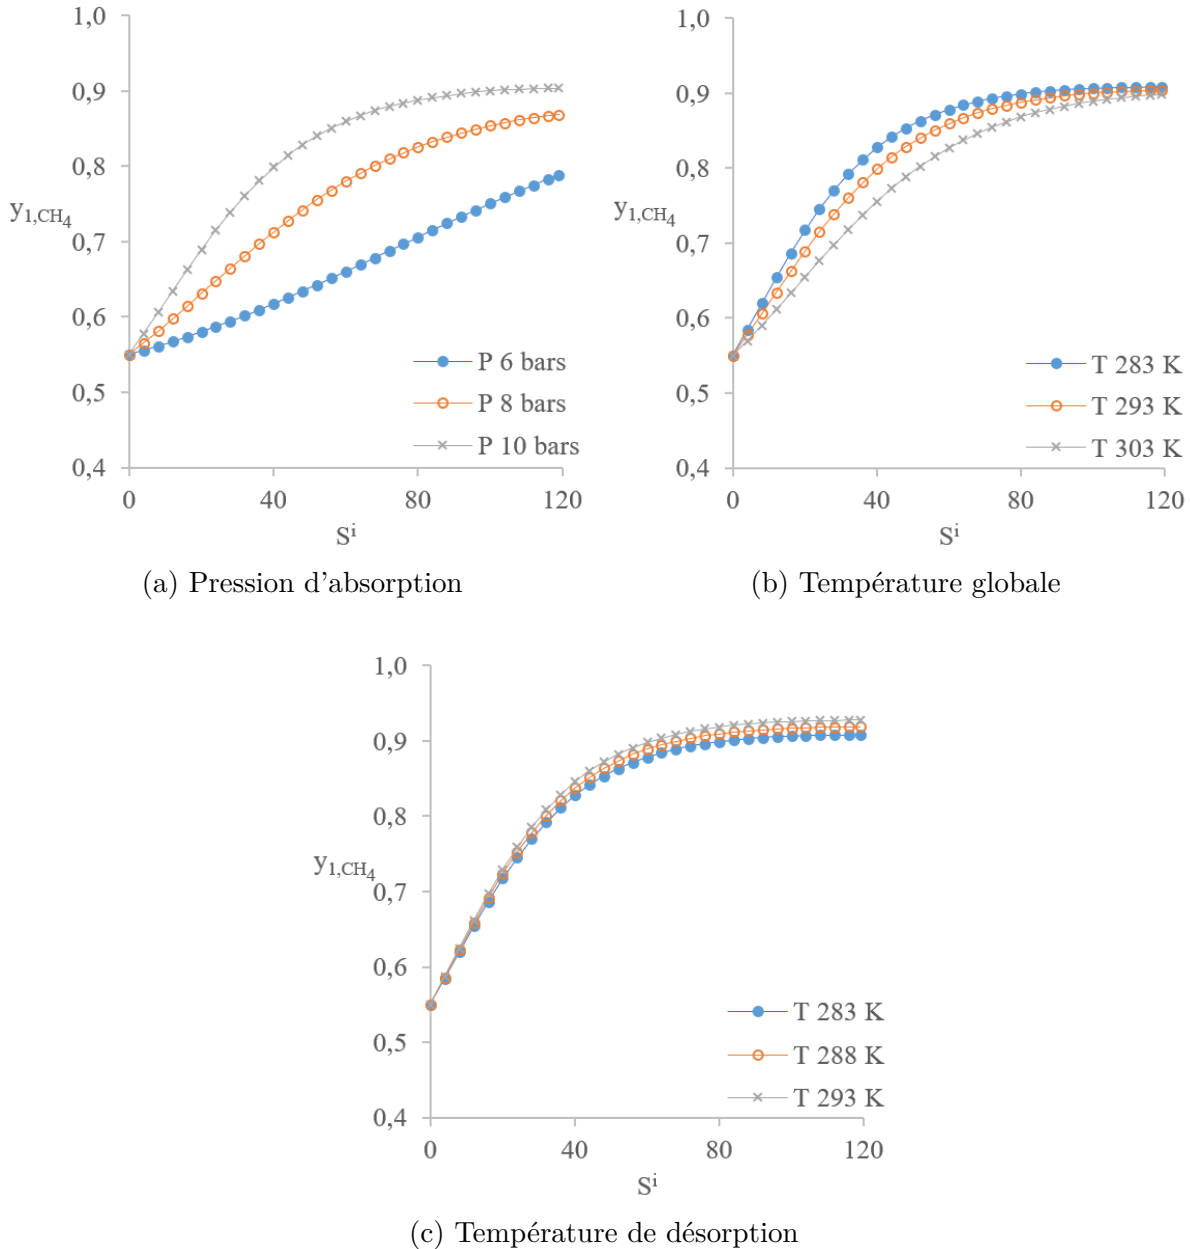 1,0
0,9
0,8
0,7
0,6
0,5
0,4
y1,CH4
0 40 80 120
Si
P 6 bars
P 8 bars
P 10 bars
(a) Pression d'absorption
1,0
0,9
0,8
0,7
0,6
0,5
0,4
y1,CH4
0 40 80 120
Si
T 283 K
T 293 K
T 303 K
(b) Température globale
1,0
0,9
0,8
0,7
0,6
0,5
0,4
y1,CH4
0 40 80 120
Si
T 283 K
T 288 K
T 293 K
(c) Température de désorption